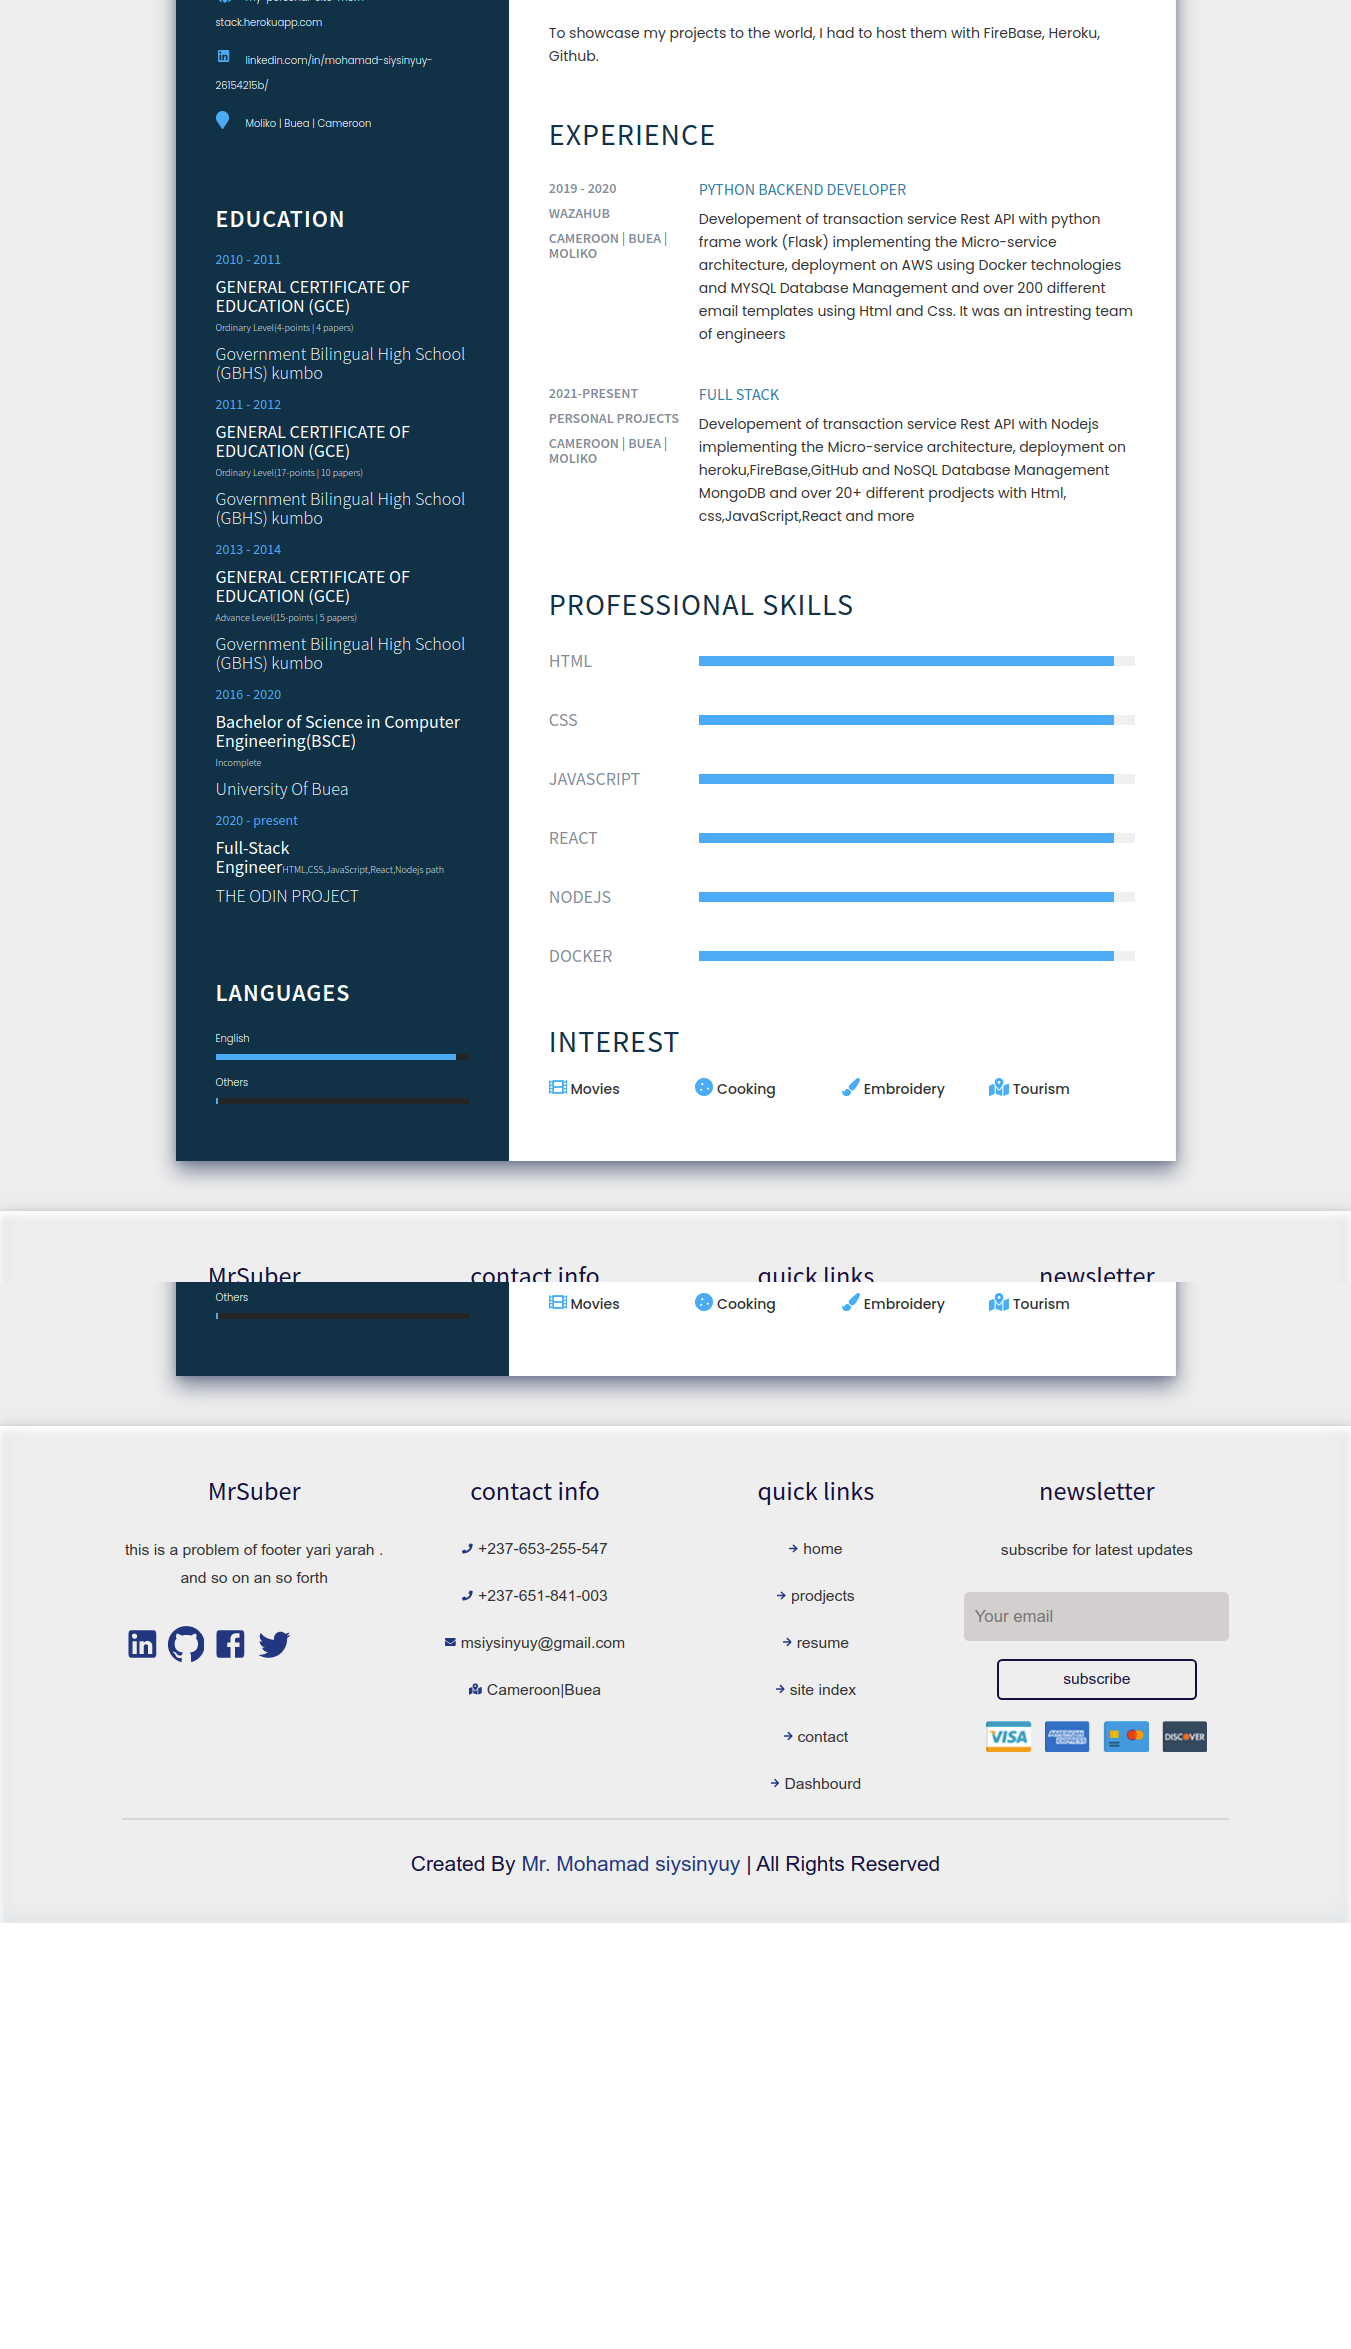 stack.herokuapp.com
linkedin.com/in/mohamad-siysinyuy-
26154215b/
Moliko | Buea | Cameroon
EDUCATION
2010 - 2011
GENERAL CERTIFICATE OF
EDUCATION (GCE)
Ordinary Level(4-points | 4 papers)
Government Bilingual High School
(GBHS) kumbo
2011 - 2012
GENERAL CERTIFICATE OF
EDUCATION (GCE)
Ordinary Level(17-points | 10 papers)
Government Bilingual High School
(GBHS) kumbo
2013 - 2014
GENERAL CERTIFICATE OF
EDUCATION (GCE)
Advance Level(15-points | 5 papers)
Government Bilingual High School
(GBHS) kumbo
2016 - 2020
Bachelor of Science in Computer
Engineering(BSCE)
Incomplete
University Of Buea
2020 - present
Full-Stack
EngineerHTML,CSS,JavaScript,React,Nodejs path
THE ODIN PROJECT
LANGUAGES
English
Others
To showcase my projects to the world, I had to host them with FireBase, Heroku,
Github.
EXPERIENCE
2019 - 2020
WAZAHUB
CAMEROON | BUEA |
MOLIKO
PYTHON BACKEND DEVELOPER
Developement of transaction service Rest API with python
frame work (Flask) implementing the Micro-service
architecture, deployment on AWS using Docker technologies
and MYSQL Database Management and over 200 different
email templates using Html and Css. It was an intresting team
of engineers
2021-PRESENT
PERSONAL PROJECTS
CAMEROON | BUEA |
MOLIKO
FULL STACK
Developement of transaction service Rest API with Nodejs
implementing the Micro-service architecture, deployment on
heroku,FireBase,GitHub and NoSQL Database Management
MongoDB and over 20+ different prodjects with Html,
css,JavaScript,React and more
PROFESSIONAL SKILLS
HTML
CSS
JAVASCRIPT
REACT
NODEJS
DOCKER
INTEREST
Movies Cooking Embroidery Tourism
MrSuber contact info quick links newsletter
Others
Movies Cooking Embroidery Tourism
MrSuber
this is a problem of footer yari yarah .
and so on an so forth
contact info
+237-653-255-547
+237-651-841-003
msiysinyuy@gmail.com
Cameroon|Buea
quick links
home
prodjects
resume
site index
contact
Dashbourd
newsletter
subscribe for latest updates
Your email
subscribe
VISA
AMERICAN
EXPRESS
DISCOVER
Created By Mr. Mohamad siysinyuy | All Rights Reserved